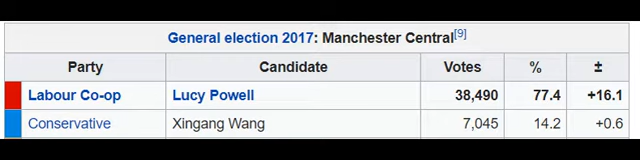 General election 2017: Manchester Central[9]
Party Candidate Votes % ±
Labour Co-op Lucy Powell 38,490 77.4 +16.1
Conservative Xingang Wang 7,045 14.2 +0.6